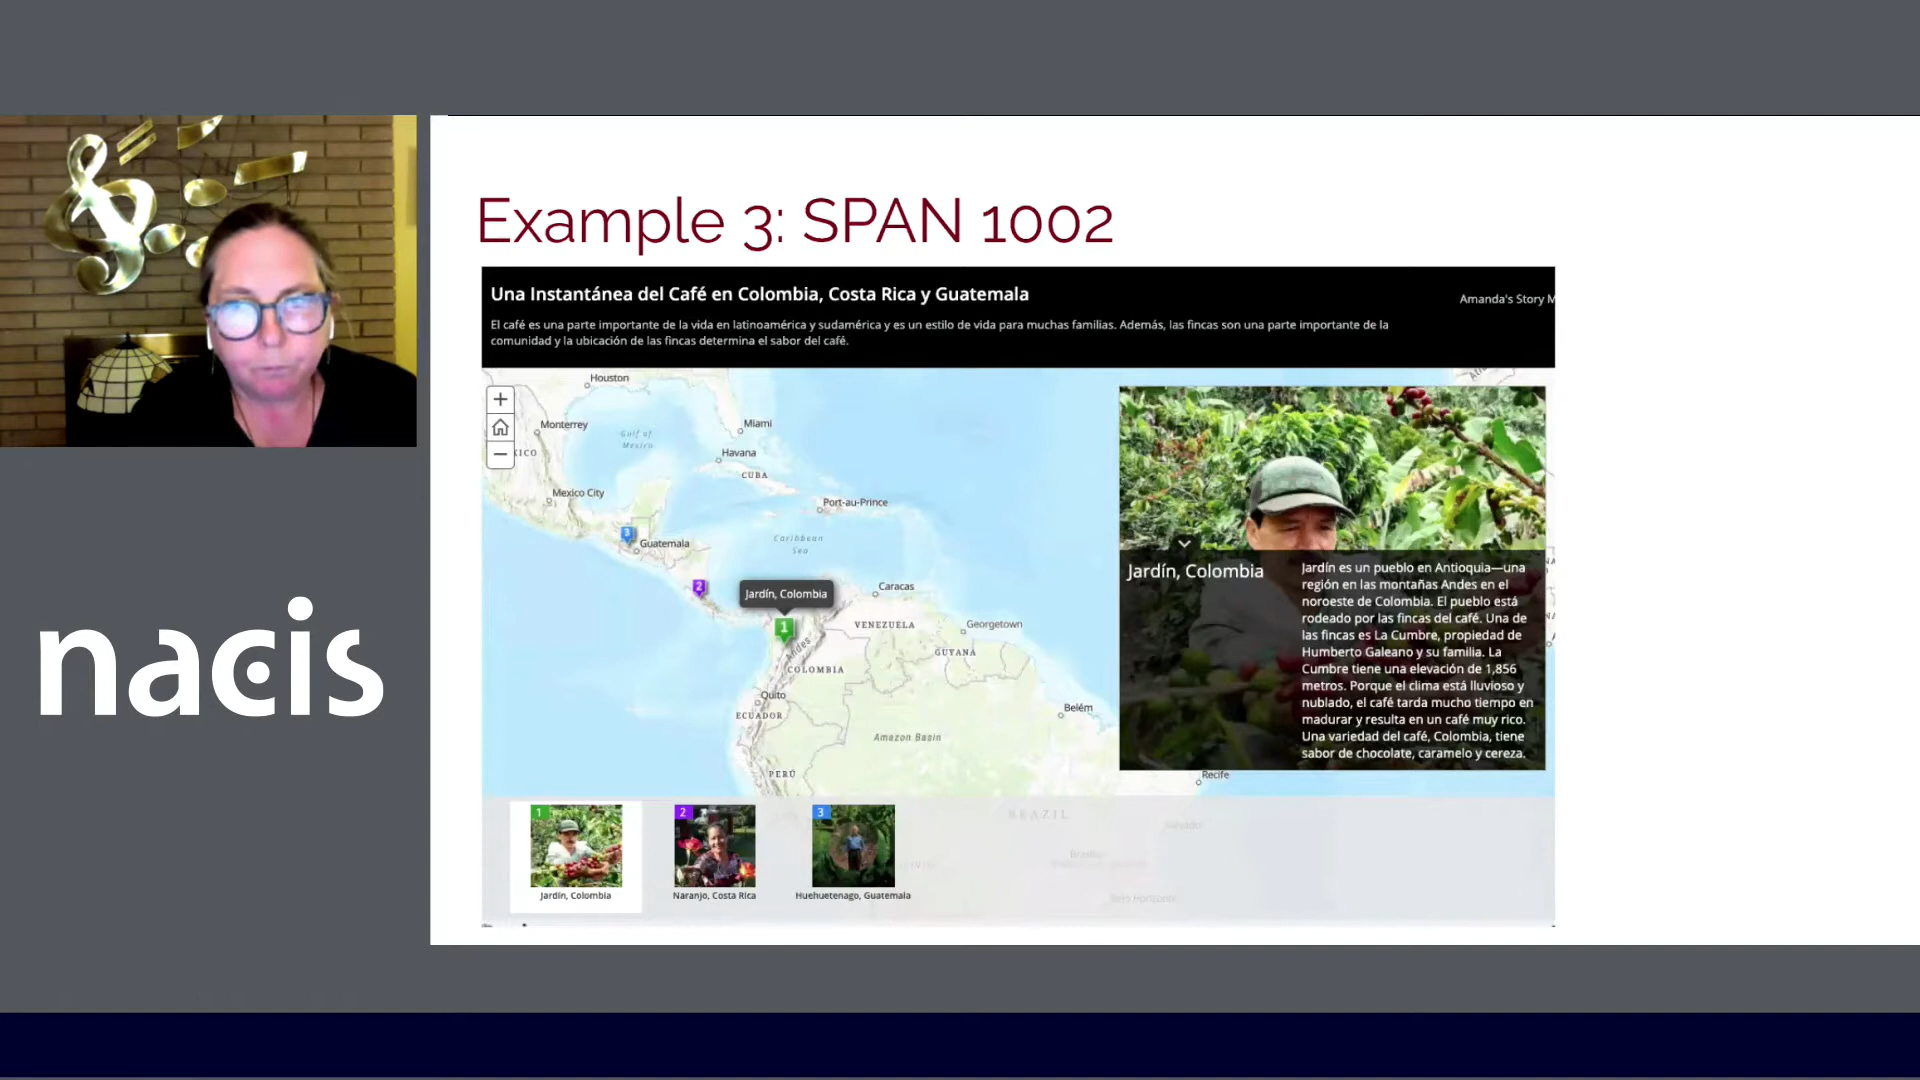 Example 3: SPAN 1002
Una Instantánea del Café en Colombia, Costa Rica y Guatemala
Amanda's Story M
El café es una parte importante de la vida en latinoamérica y sudamérica y es un estilo de vida para muchas familias. Además, las fincas son una parte importante de la
comunidad y la ubicación de las fincas determina el sabor del café.
Houston
Monterrey
Gulf of
Mexico
Miami
XICO
Havana
CUBA
Mexico City
Port-au-Prince
3
Guatemala
Caribbean
Sea
2
Jardín, Colombia
Caracas
1
VENEZUELA
Georgetown
GUYANA
Andes
COLOMBIA
Quito
ECUADOR
Belém
Amazon Basin
PERÚ
Recife
BRAZIL
Salvador
Jardín, Colombia
Jardín es un pueblo en Antioquia—una
región en las montañas Andes en el
noroeste de Colombia. El pueblo está
rodeado por las fincas del café. Una de
las fincas es La Cumbre, propiedad de
Humberto Galeano y su familia. La
Cumbre tiene una elevación de 1,856
metros. Porque el clima está lluvioso y
nublado, el café tarda mucho tiempo en
madurar y resulta en un café muy rico.
Una variedad del café, Colombia, tiene
sabor de chocolate, caramelo y cereza.
1
Jardín, Colombia
2
Naranjo, Costa Rica
3
Huehuetenago, Guatemala
nacis